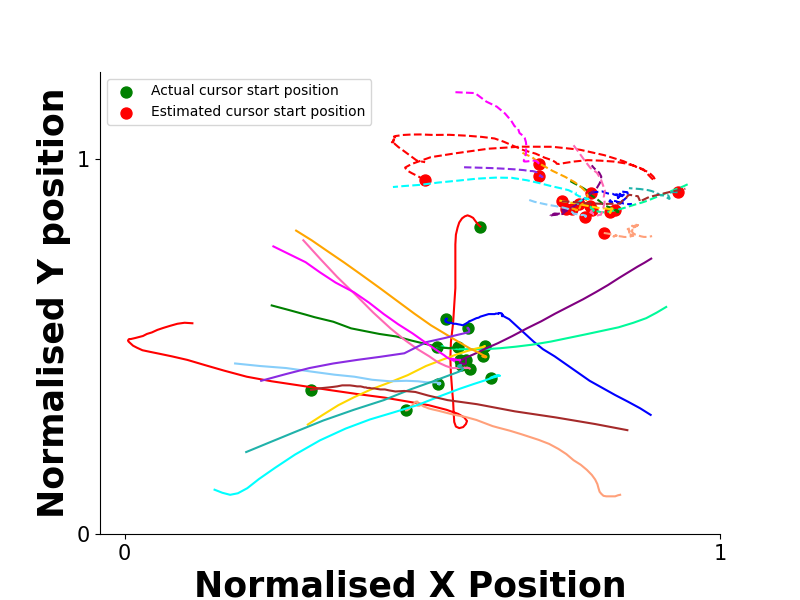 Actual cursor start position
Estimated cursor start position
Normalised Y position
1
0
0
1
Normalised X Position